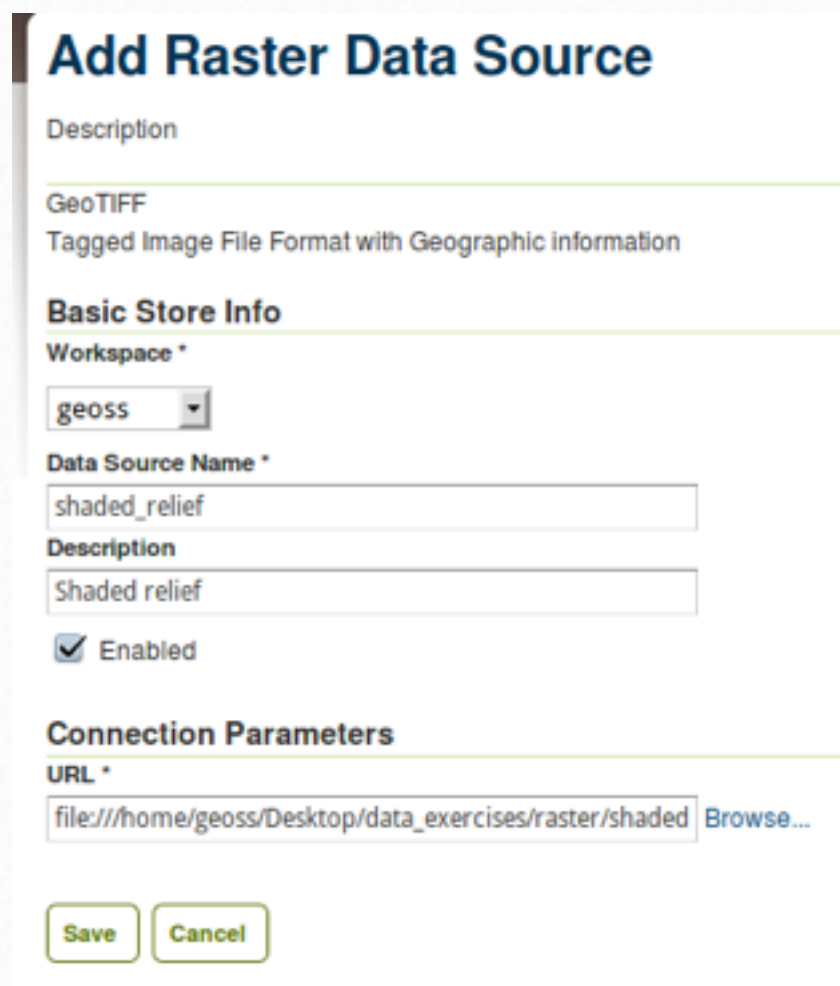 Add Raster Data Source
Description
GeoTIFF
Tagged Image File Format with Geographic information
Basic Store Info
Workspace *
geoss
Data Source Name *
shaded_relief
Description
Shaded relief
Enabled
Connection Parameters
URL *
file:///home/geoss/Desktop/data_exercises/raster/shaded Browse...
Save Cancel